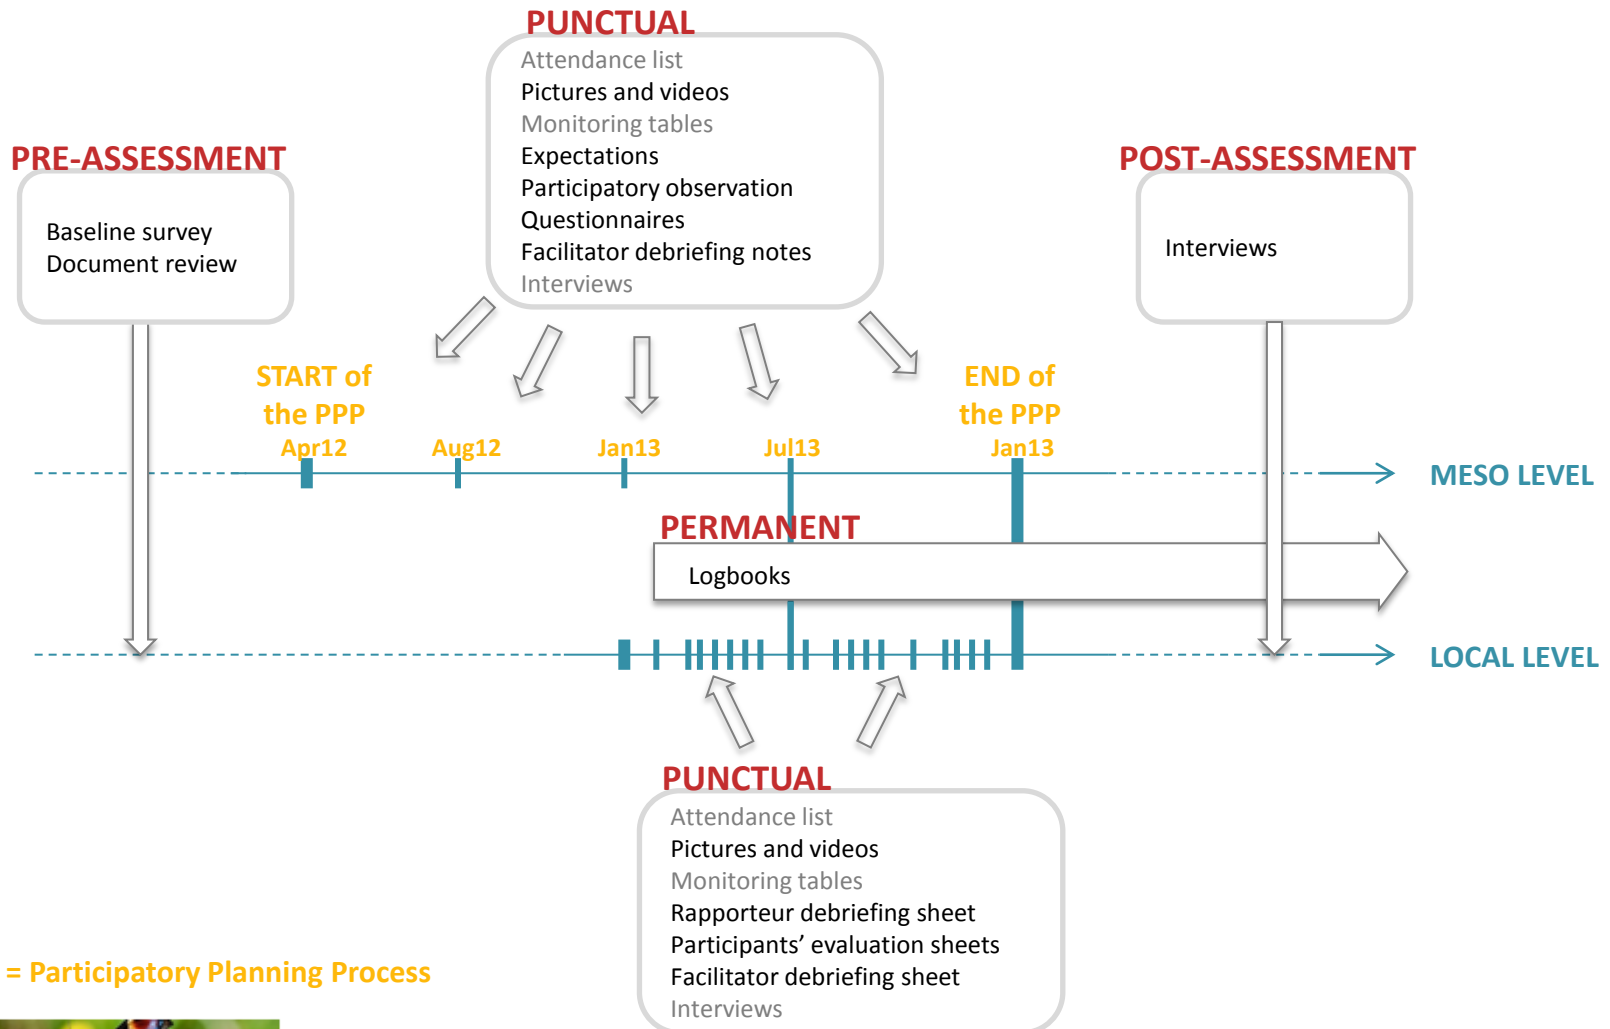 PUNCTUAL
Attendance list
Pictures and videos
Monitoring tables
Expectations
Participatory observation
Questionnaires
Facilitator debriefing notes
Interviews
PRE-ASSESSMENT
Baseline survey
Document review
POST-ASSESSMENT
Interviews
START of
the PPP
Apr12
Aug12
Jan13
Jul13
END of
the PPP
Jan13
MESO LEVEL
PERMANENT
Logbooks
LOCAL LEVEL
PUNCTUAL
Attendance list
Pictures and videos
Monitoring tables
Rapporteur debriefing sheet
Participants’ evaluation sheets
Facilitator debriefing sheet
Interviews
= Participatory Planning Process